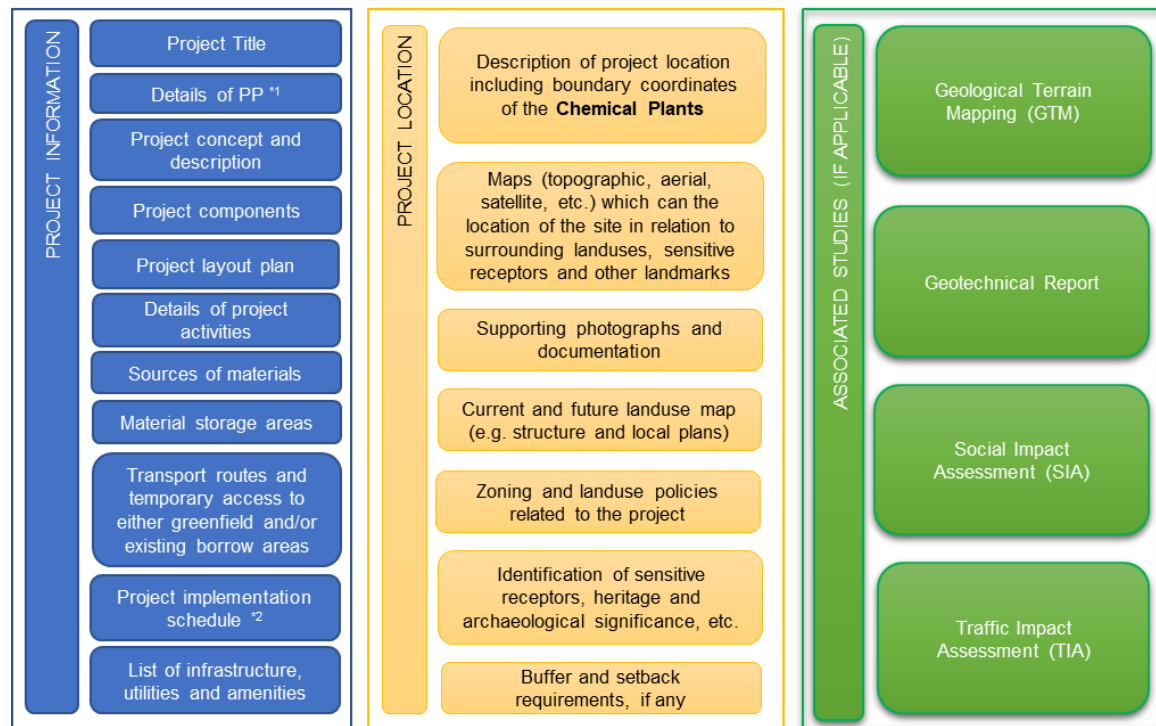 PROJECT INFORMATION
Project Title
Details of PP *1
Project concept and
description
Project components
Project layout plan
Details of project
activities
Sources of materials
Material storage areas
Transport routes and
temporary access to
either greenfield and/or
existing borrow areas
Project implementation
schedule *2
List of infrastructure,
utilities and amenities
PROJECT LOCATION
Description of project location
including boundary coordinates
of the Chemical Plants
Maps (topographic, aerial,
satellite, etc.) which can the
location of the site in relation to
surrounding landuses, sensitive
receptors and other landmarks
Supporting photographs and
documentation
Current and future landuse map
(e.g. structure and local plans)
Zoning and landuse policies
related to the project
Identification of sensitive
receptors, heritage and
archaeological significance, etc.
Buffer and setback
requirements, if any
ASSOCIATED STUDIES (IF APPLICABLE)
Geological Terrain
Mapping (GTM)
Geotechnical Report
Social Impact
Assessment (SIA)
Traffic Impact
Assessment (TIA)